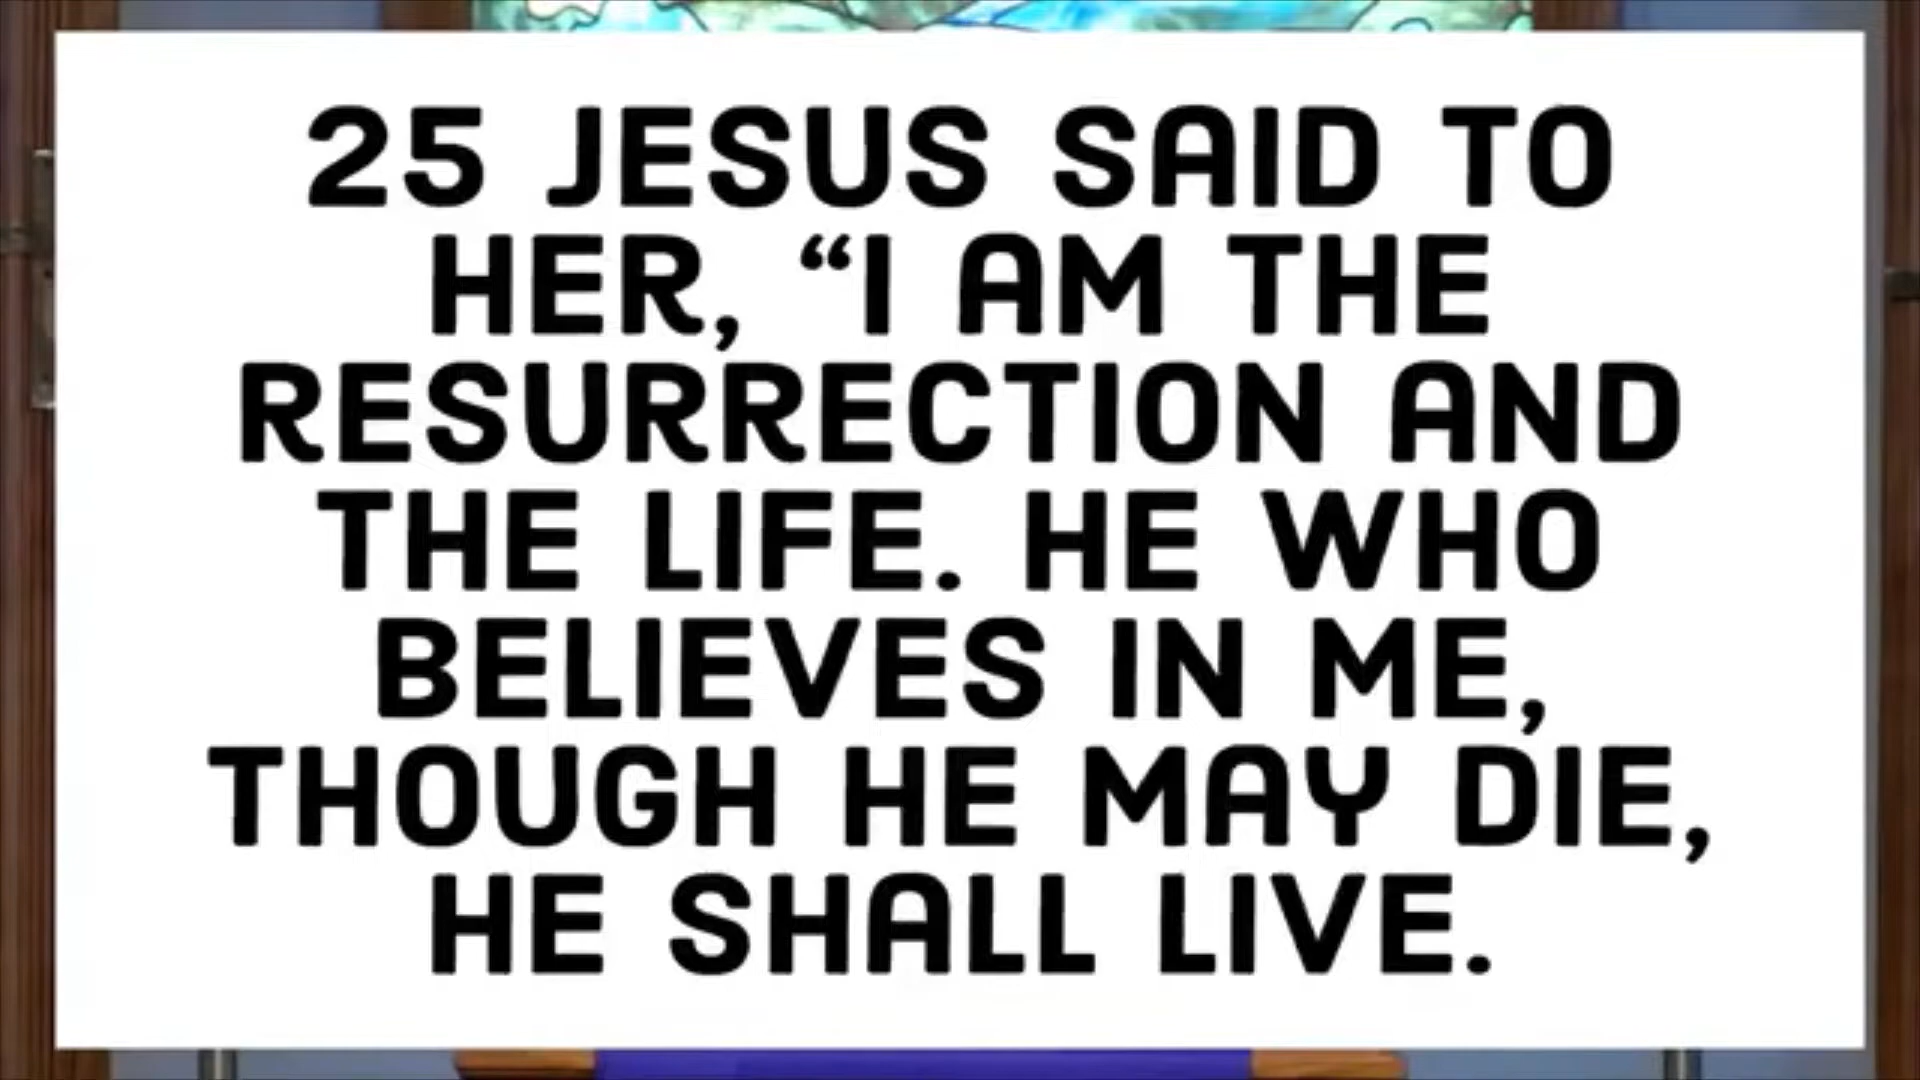 25 JESUS SAID TO
HER, “I AM THE
RESURRECTION AND
THE LIFE. HE WHO
BELIEVES IN ME,
THOUGH HE MAY DIE,
HE SHALL LIVE.